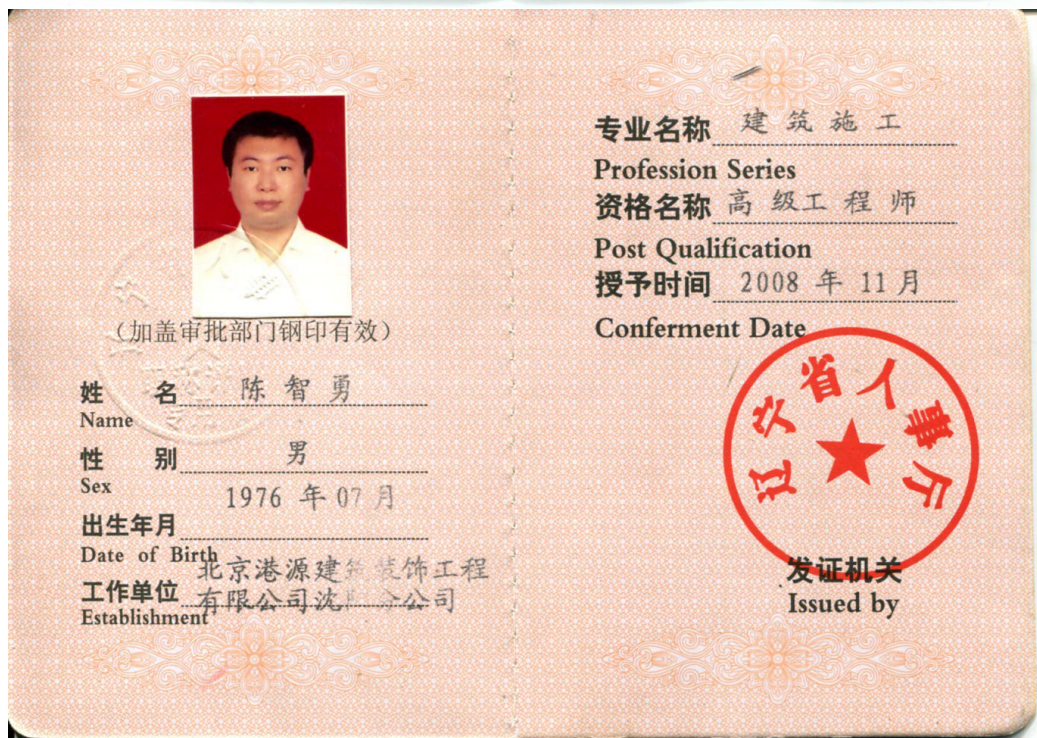 （加盖审批部门钢印有效）
姓 名 陈智勇
Name
性 别 男
Sex
1976 年 07 月
出生年月
Date of Birth
北京港源建筑装饰工程
工作单位
有限公司沈阳分公司
Establishment
专业名称 建筑施工
Profession Series
资格名称 高级工程师
Post Qualification
授予时间 2008 年 11 月
Conferment Date
辽宁省人事厅
发证机关
Issued by